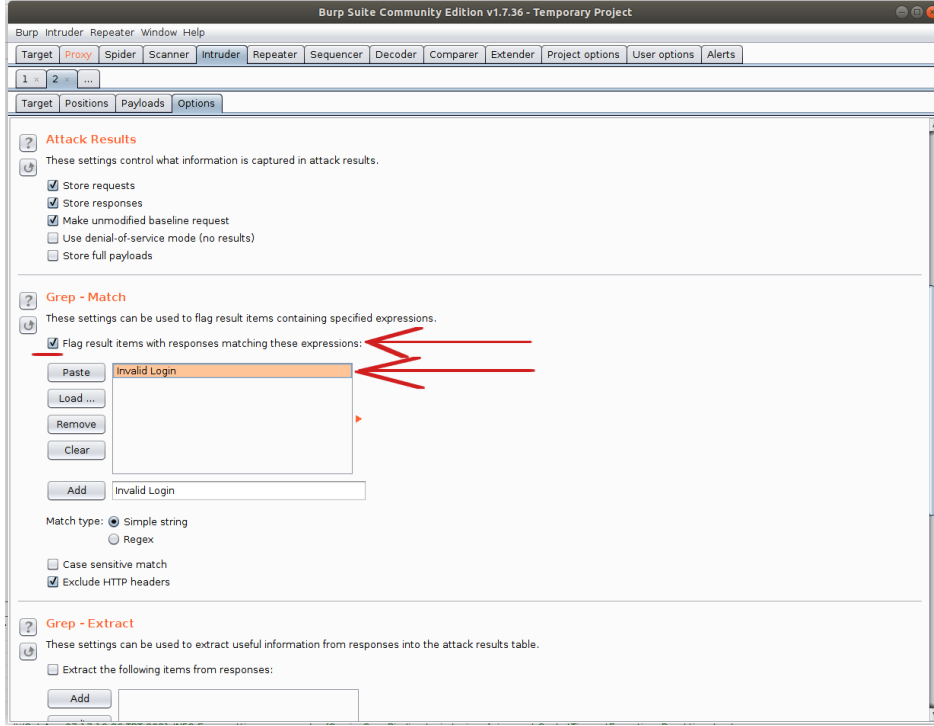 Burp Suite Community Edition v1.7.36 - Temporary Project
Burp Intruder Repeater Window Help
Target Proxy Spider Scanner Intruder Repeater Sequencer Decoder Comparer Extender Project options User options Alerts
1 × 2 × ...
Target Positions Payloads Options
? Attack Results
These settings control what information is captured in attack results.
Store requests
Store responses
Make unmodified baseline request
Use denial-of-service mode (no results)
Store full payloads
? Grep - Match
These settings can be used to flag result items containing specified expressions.
Flag result items with responses matching these expressions:
Paste Invalid Login
Load ...
Remove
Clear
Add Invalid Login
Match type: Simple string
Regex
Case sensitive match
Exclude HTTP headers
? Grep - Extract
These settings can be used to extract useful information from responses into the attack results table.
Extract the following items from responses:
Add